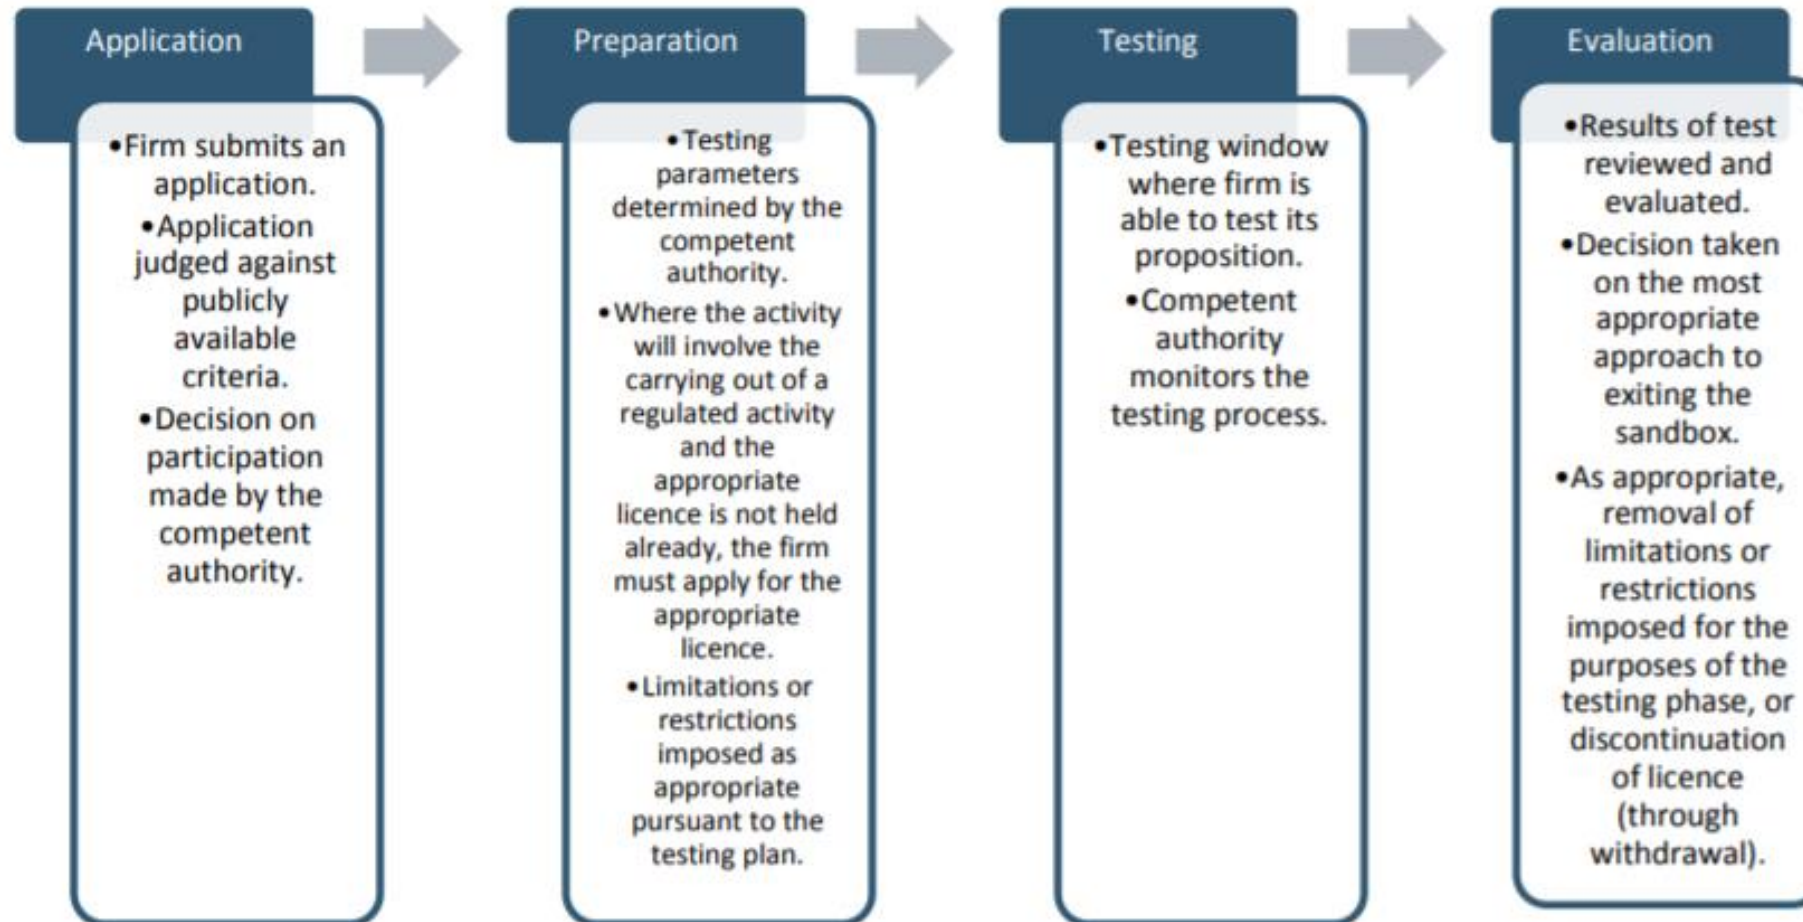 Application
•Firm submits an
application.
•Application
judged against
publicly
available
criteria.
•Decision on
participation
made by the
competent
authority.
Preparation
•Testing
parameters
determined by the
competent
authority.
•Where the activity
will involve the
carrying out of a
regulated activity
and the
appropriate
licence is not held
already, the firm
must apply for the
appropriate
licence.
•Limitations or
restrictions
imposed as
appropriate
pursuant to the
testing plan.
Testing
•Testing window
where firm is
able to test its
proposition.
•Competent
authority
monitors the
testing process.
Evaluation
•Results of test
reviewed and
evaluated.
•Decision taken
on the most
appropriate
approach to
exiting the
sandbox.
•As appropriate,
removal of
limitations or
restrictions
imposed for the
purposes of the
testing phase, or
discontinuation
of licence
(through
withdrawal).